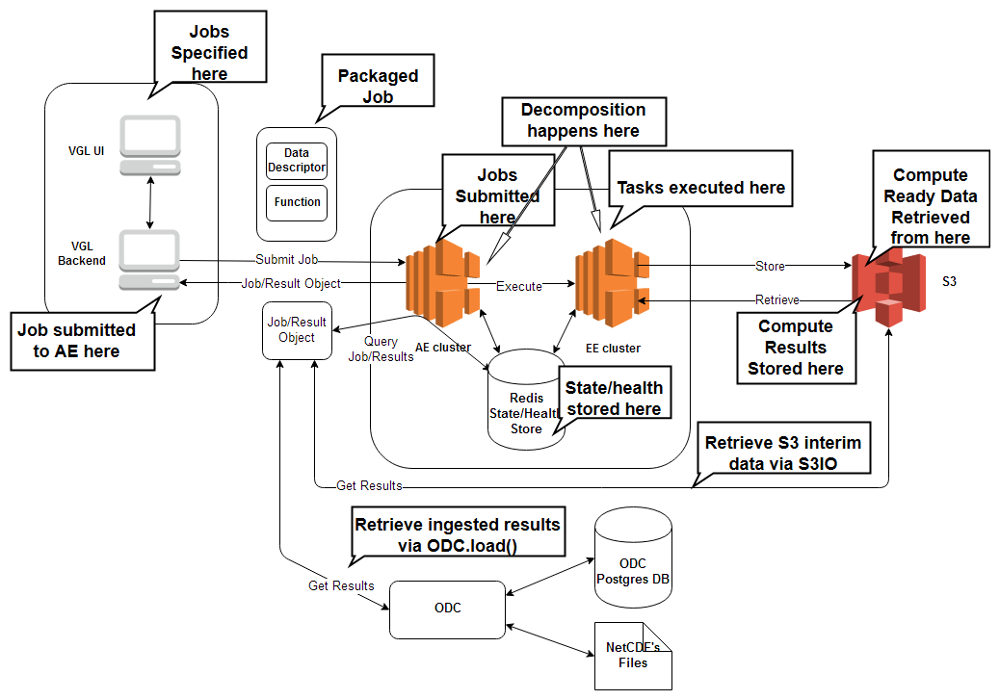 Jobs
Specified
here
Packaged
Job
Decomposition
happens here
VGL UI
Data
Descriptor
Function
Jobs
Submitted
here
Tasks executed here
Compute
Ready Data
Retrieved
from here
VGL
Backend
Submit Job
Job/Result Object
Execute
Store
Retrieve
S3
Job submitted
to AE here
Job/Result
Object
Query
Job/Results
AE cluster
EE cluster
Compute
Results
Stored here
Redis
State/Health
Store
State/health
stored here
Retrieve S3 interim
data via S3IO
Get Results
Retrieve ingested results
via ODC.load()
Get Results
ODC
ODC
Postgres DB
NetCDF's
Files